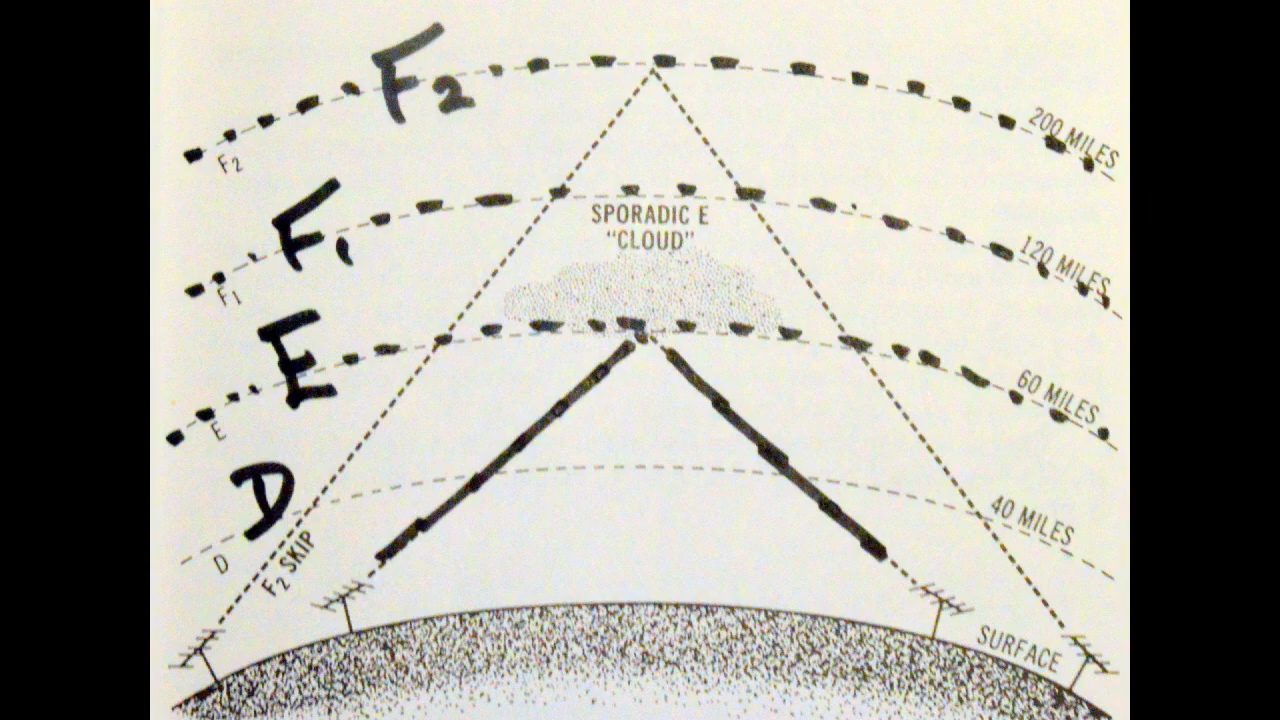 F2
F2
200 MILES
F1
F1
120 MILES
SPORADIC E
"CLOUD"
E
E
60 MILES
D
D
40 MILES
F2 SKIP
SURFACE